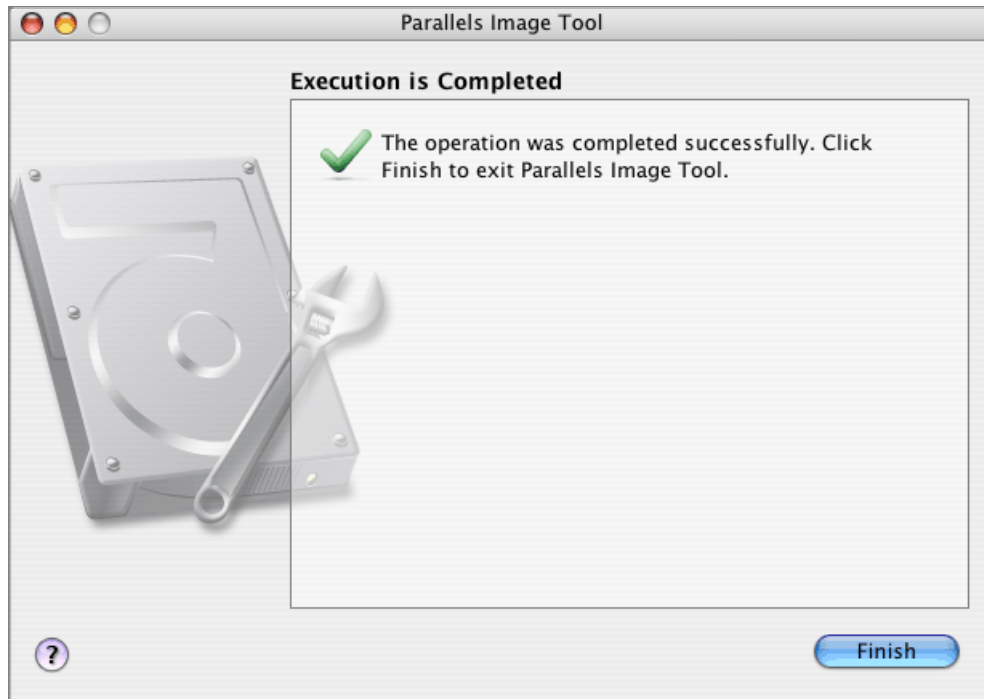 Parallels Image Tool
Execution is Completed
The operation was completed successfully. Click
Finish to exit Parallels Image Tool.
?
Finish